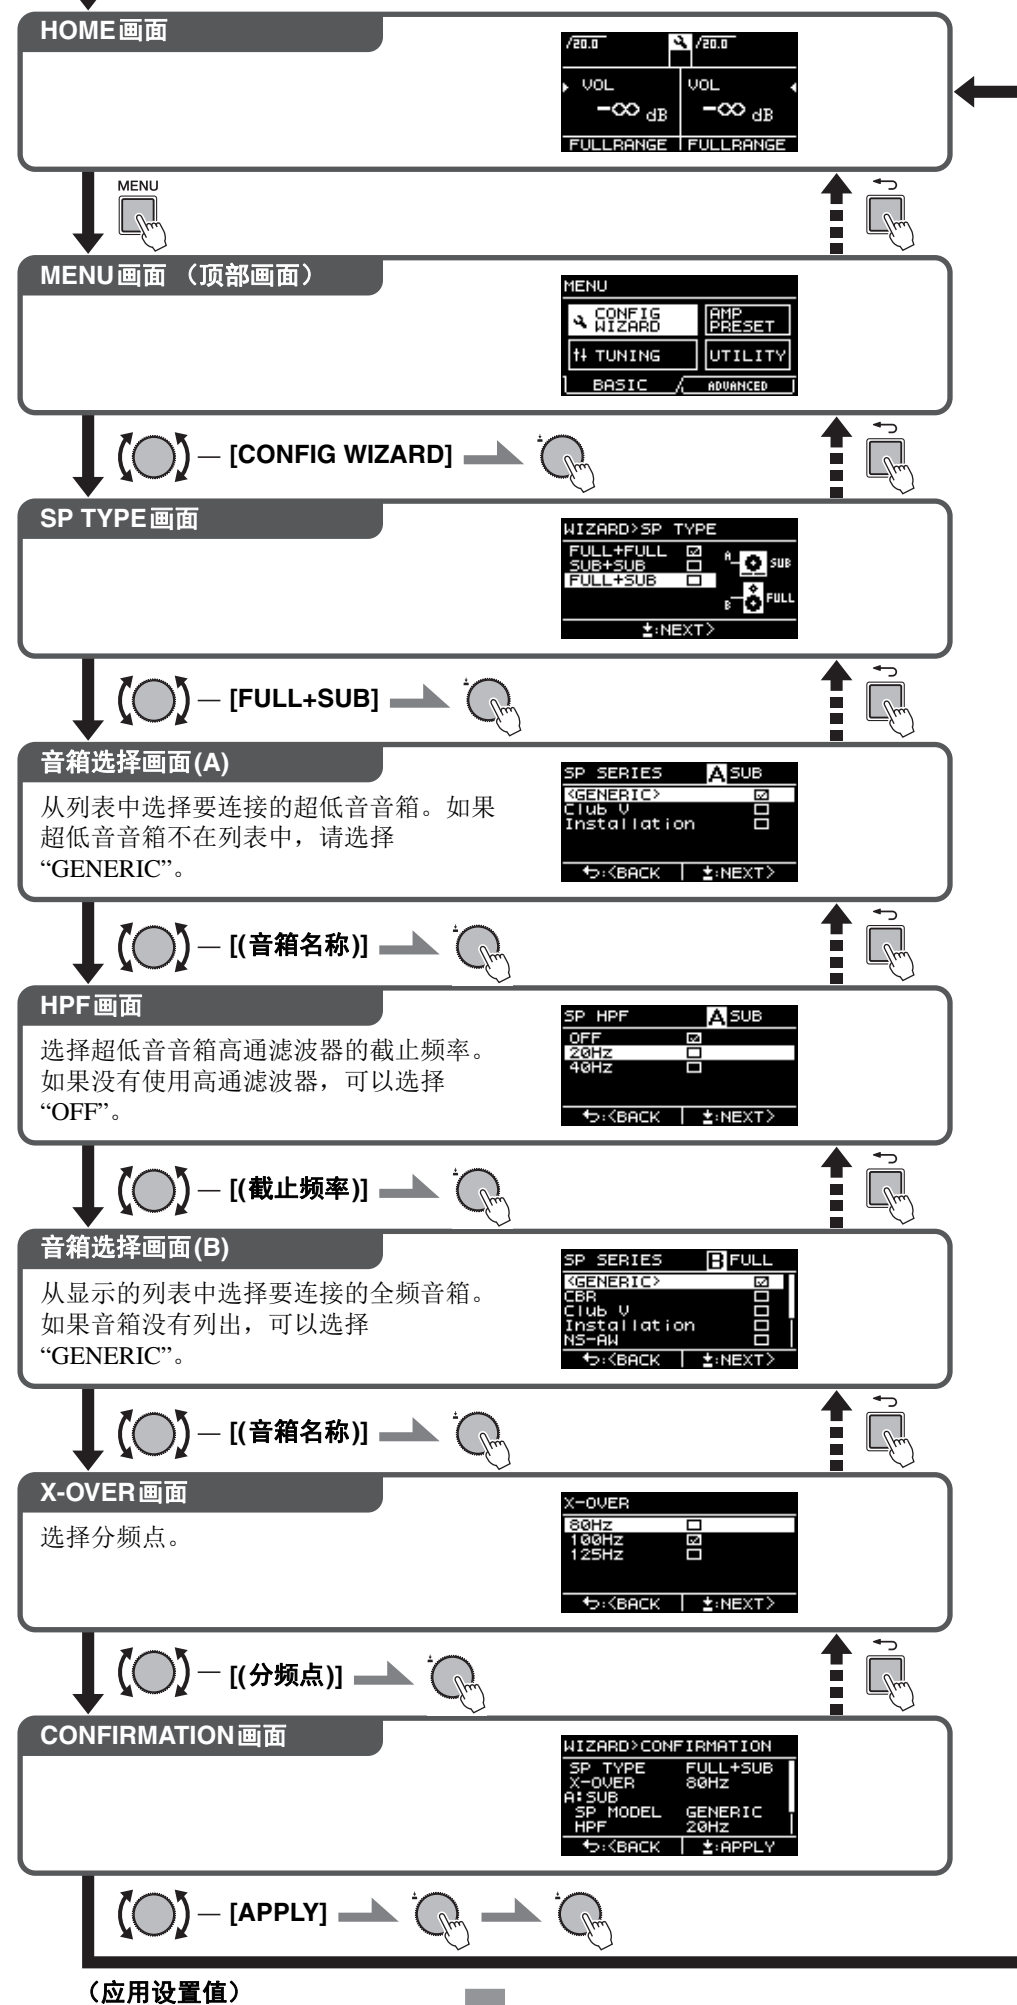 HOME画面
/20.0 /20.0
VOL VOL
-∞ dB -∞ dB
FULLRANGE FULLRANGE
MENU
MENU画面 （顶部画面）
MENU
CONFIG WIZARD AMP PRESET
TUNING UTILITY
BASIC ADVANCED
— [CONFIG WIZARD]
SP TYPE画面
WIZARD>SP TYPE
FULL+FULL
SUB+SUB
FULL+SUB
A SUB
B FULL
:NEXT>
— [FULL+SUB]
音箱选择画面(A)
从列表中选择要连接的超低音音箱。如果
超低音音箱不在列表中，请选择
“GENERIC”。
SP SERIES A SUB
<GENERIC>
Club V
Installation
:<BACK :NEXT>
— [(音箱名称)]
HPF画面
选择超低音音箱高通滤波器的截止频率。
如果没有使用高通滤波器，可以选择
“OFF”。
SP HPF A SUB
OFF
20Hz
40Hz
:<BACK :NEXT>
— [(截止频率)]
音箱选择画面(B)
从显示的列表中选择要连接的全频音箱。
如果音箱没有列出，可以选择
“GENERIC”。
SP SERIES B FULL
<GENERIC>
CBR
Club V
Installation
NS-AW
:<BACK :NEXT>
— [(音箱名称)]
X-OVER画面
选择分频点。
X-OVER
80Hz
100Hz
125Hz
:<BACK :NEXT>
— [(分频点)]
CONFIRMATION画面
WIZARD>CONFIRMATION
SP TYPE FULL+SUB
X-OVER 80Hz
A:SUB
SP MODEL GENERIC
HPF 20Hz
:<BACK :APPLY
— [APPLY]
（应用设置值）